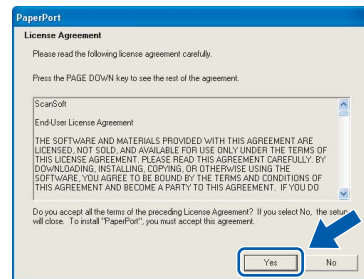 PaperPort
License Agreement
Please read the following license agreement carefully.
Press the PAGE DOWN key to see the rest of the agreement.
ScanSoft
End-User License Agreement
THE SOFTWARE AND MATERIALS PROVIDED WITH THIS AGREEMENT ARE
LICENSED, NOT SOLD, AND AVAILABLE FOR USE ONLY UNDER THE TERMS OF
THIS LICENSE AGREEMENT. PLEASE READ THIS AGREEMENT CAREFULLY. BY
DOWNLOADING, INSTALLING, COPYING, OR OTHERWISE USING THE
SOFTWARE, YOU AGREE TO BE BOUND BY THE TERMS AND CONDITIONS OF
THIS AGREEMENT AND BECOME A PARTY TO THIS AGREEMENT. IF YOU DO
Do you accept all the terms of the preceding License Agreement? If you select No, the setup
will close. To install "PaperPort", you must accept this agreement.
Yes
No